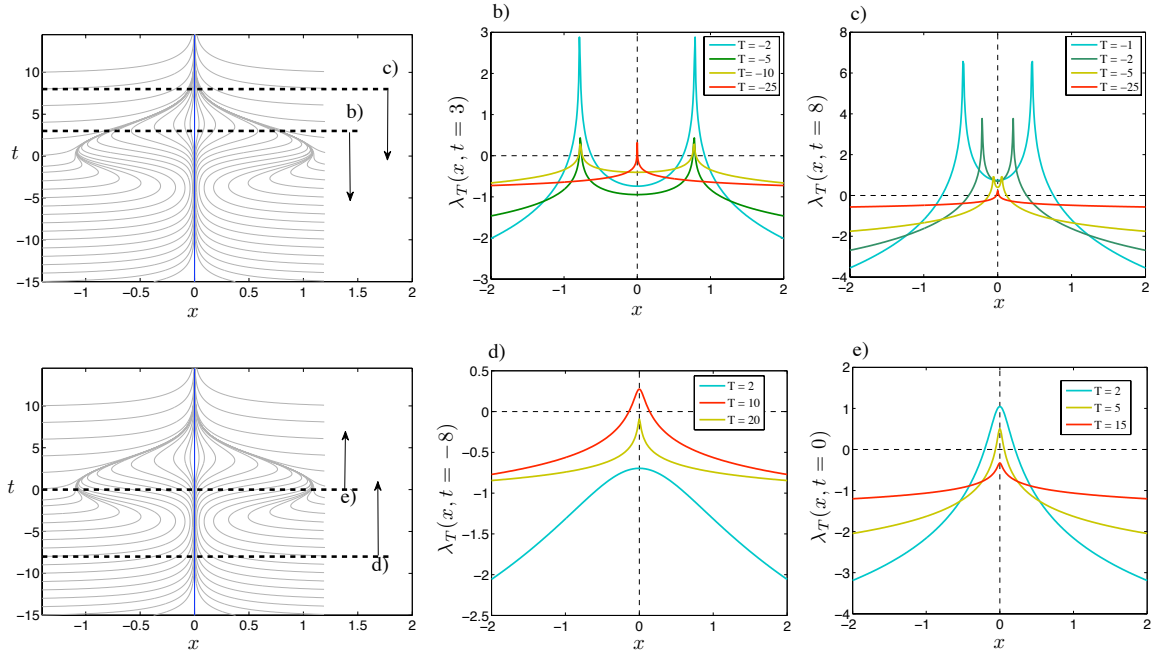 b)
c)
c)
b)
10
5
t
0
−5
−10
−15
−1
−0.5
0
0.5
1
1.5
2
x
3
2
1
0
−1
−2
−3
λ_T(x, t = 3)
T = −2
T = −5
T= −10
T = −25
−2
−1
0
1
2
x
8
6
4
2
0
−2
−4
λ_T(x, t = 8)
T = −1
T = −2
T = −5
T = −25
−2
−1
0
1
2
x
d)
e)
10
5
t
0
e)
−5
d)
−10
−15
−1
−0.5
0
0.5
1
1.5
2
x
0.5
0
−0.5
−1
−1.5
−2
−2.5
λ_T(x, t = −8)
T = 2
T = 10
T = 20
−2
−1
0
1
2
x
2
1
0
−1
−2
−3
−4
λ_T(x, t = 0)
T = 2
T = 5
T = 15
−2
−1
0
1
2
x